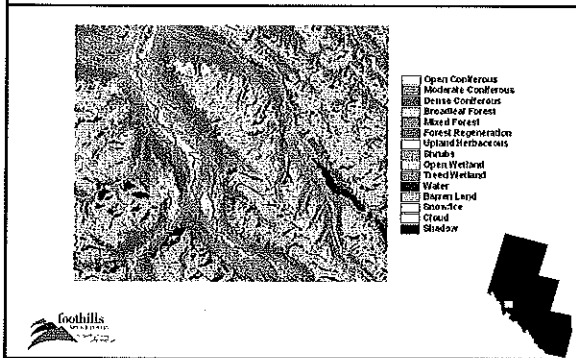 Open Coniferous
Moderate Coniferous
Dense Coniferous
Broadleaf Forest
Mixed Forest
Forest Regeneration
Upland Herbaceous
Shrubs
Open Wetland
Treed Wetland
Water
Barren Land
Snow/Ice
Cloud
Shadow
foothills